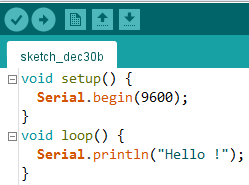 sketch_dec30b
void setup() {
  Serial.begin(9600);
}
void loop() {
  Serial.println("Hello !");
}